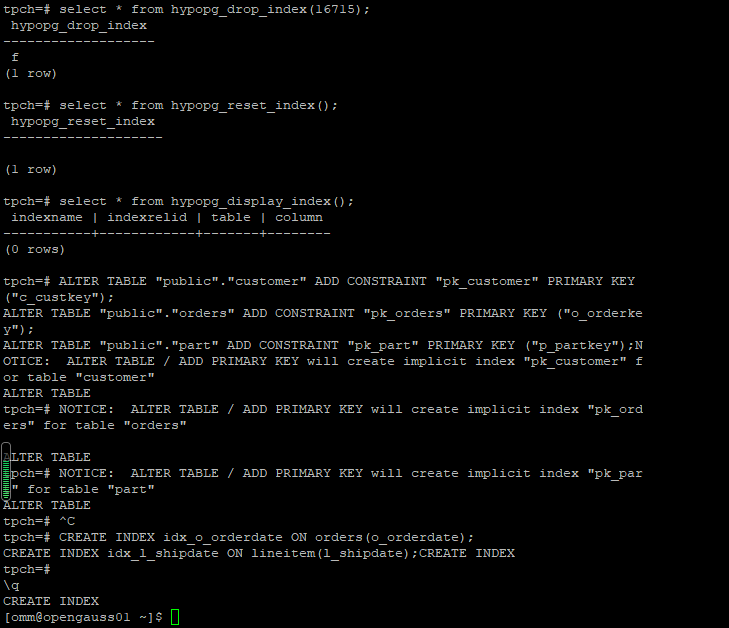 tpch=# select * from hypopg_drop_index(16715);
 hypopg_drop_index
-------------------
 f
(1 row)

tpch=# select * from hypopg_reset_index();
 hypopg_reset_index
--------------------

(1 row)

tpch=# select * from hypopg_display_index();
 indexname | indexrelid | table | column
-----------+------------+-------+--------
(0 rows)

tpch=# ALTER TABLE "public"."customer" ADD CONSTRAINT "pk_customer" PRIMARY KEY
("c_custkey");
ALTER TABLE "public"."orders" ADD CONSTRAINT "pk_orders" PRIMARY KEY ("o_orderke
y");
ALTER TABLE "public"."part" ADD CONSTRAINT "pk_part" PRIMARY KEY ("p_partkey");N
OTICE:  ALTER TABLE / ADD PRIMARY KEY will create implicit index "pk_customer" f
or table "customer"
ALTER TABLE
tpch=# NOTICE:  ALTER TABLE / ADD PRIMARY KEY will create implicit index "pk_ord
ers" for table "orders"

ALTER TABLE
tpch=# NOTICE:  ALTER TABLE / ADD PRIMARY KEY will create implicit index "pk_par
" for table "part"
ALTER TABLE
tpch=# ^C
tpch=# CREATE INDEX idx_o_orderdate ON orders(o_orderdate);
CREATE INDEX idx_l_shipdate ON lineitem(l_shipdate);CREATE INDEX
tpch=#
\q
CREATE INDEX
[omm@opengauss01 ~]$